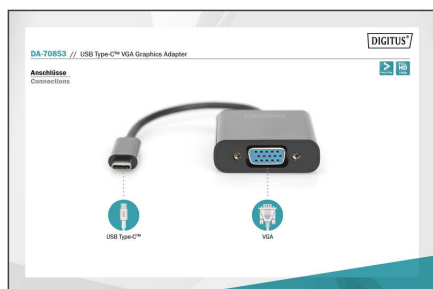 DIGITUS®
DA-70853 // USB Type-C™ VGA Graphics Adapter
Anschlüsse
Connections
USB Type-C™
VGA